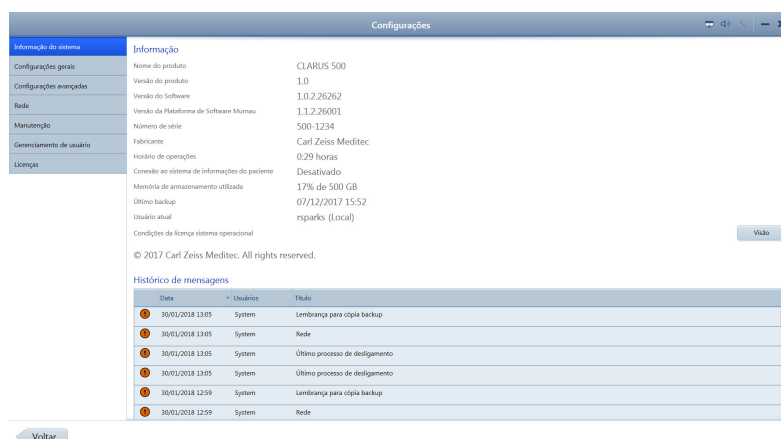 Configurações
Informação do sistema
Configurações gerais
Configurações avançadas
Rede
Manutenção
Gerenciamento de usuário
Licenças
Informação
Nome do produto CLARUS 500
Versão do produto 1.0
Versão do Software 1.0.2.26262
Versão da Plataforma de Software Murnau 1.1.2.26001
Número de série 500-1234
Fabricante Carl Zeiss Meditec
Horário de operações 0:29 horas
Conexão ao sistema de informações do paciente Desativado
Memória de armazenamento utilizada 17% de 500 GB
Último backup 07/12/2017 15:52
Usuário atual rsparks (Local)
Condições da licença sistema operacional Visão
© 2017 Carl Zeiss Meditec. All rights reserved.
Histórico de mensagens
Data Usuários Título
30/01/2018 13:05 System Lembrança para cópia backup
30/01/2018 13:05 System Rede
30/01/2018 13:05 System Último processo de desligamento
30/01/2018 13:05 System Último processo de desligamento
30/01/2018 12:59 System Lembrança para cópia backup
30/01/2018 12:59 System Rede
Voltar